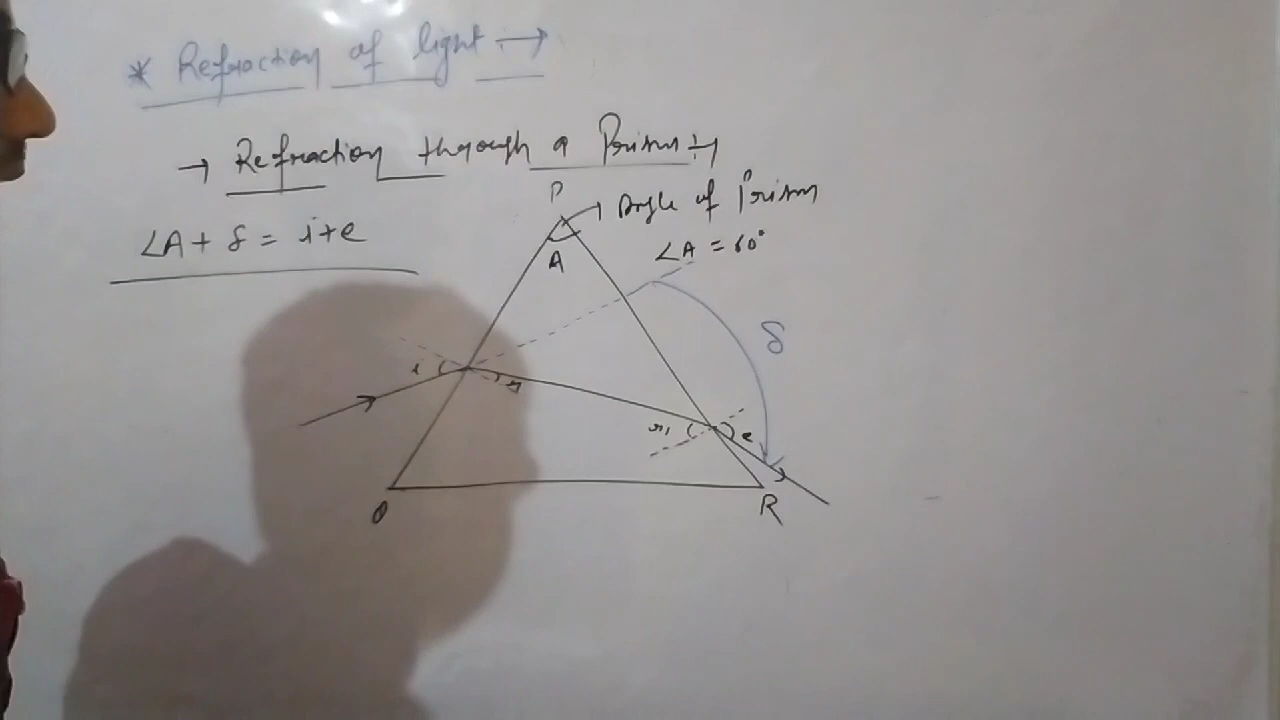 * Refraction of light →
→ Refraction through a Prism :-
P
→ Angle of Prism
∠A + δ = i+e
∠A = 60°
A
δ
i
r
r₁
e
Q
R